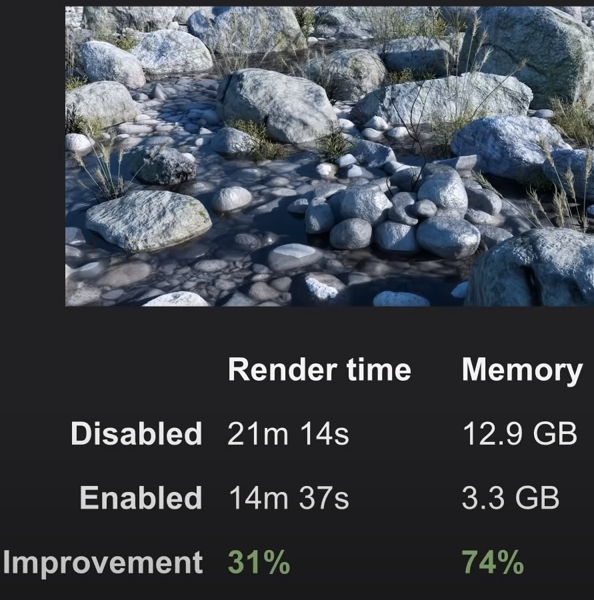 Render time Memory
Disabled 21m 14s 12.9 GB
Enabled 14m 37s 3.3 GB
Improvement 31% 74%